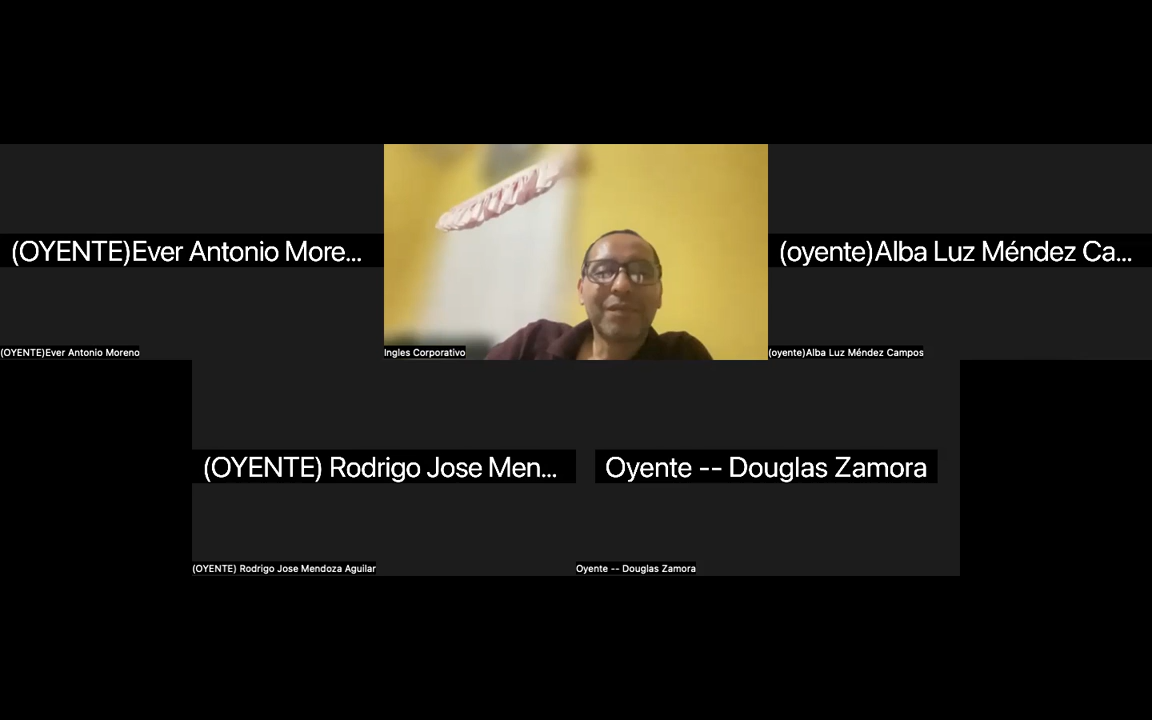 (OYENTE)Ever Antonio More...
(oyente)Alba Luz Méndez Ca...
(OYENTE)Ever Antonio Moreno
Ingles Corporativo
(oyente)Alba Luz Méndez Campos
(OYENTE) Rodrigo Jose Men...
Oyente -- Douglas Zamora
(OYENTE) Rodrigo Jose Mendoza Aguilar
Oyente -- Douglas Zamora